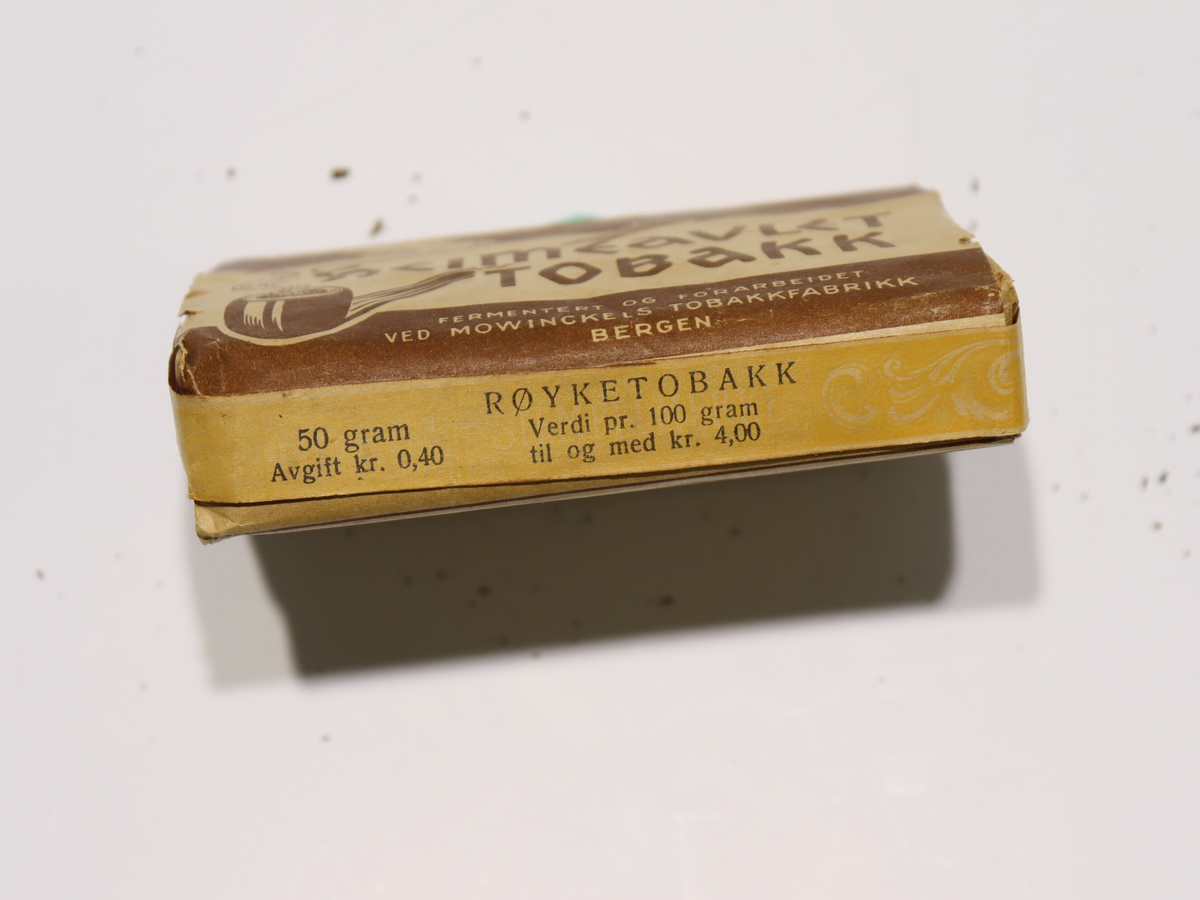 HEIMEAVLET
TOBAKK
FERMENTERT OG FORARBEIDET
VED MOWINCKELS TOBAKKFABRIKK
BERGEN
RØYKETOBAKK
50 gram
Avgift kr. 0,40
Verdi pr. 100 gram
til og med kr. 4,00